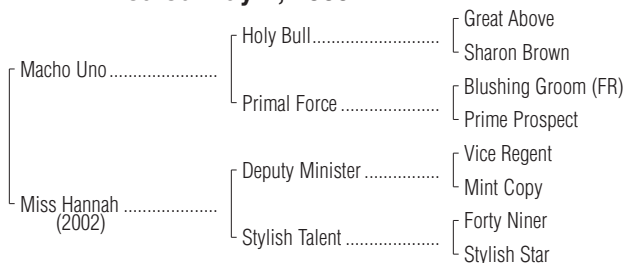 Great Above
Holy Bull
Sharon Brown
Macho Uno
Blushing Groom (FR)
Primal Force
Prime Prospect
Vice Regent
Deputy Minister
Mint Copy
Miss Hannah
(2002)
Forty Niner
Stylish Talent
Stylish Star